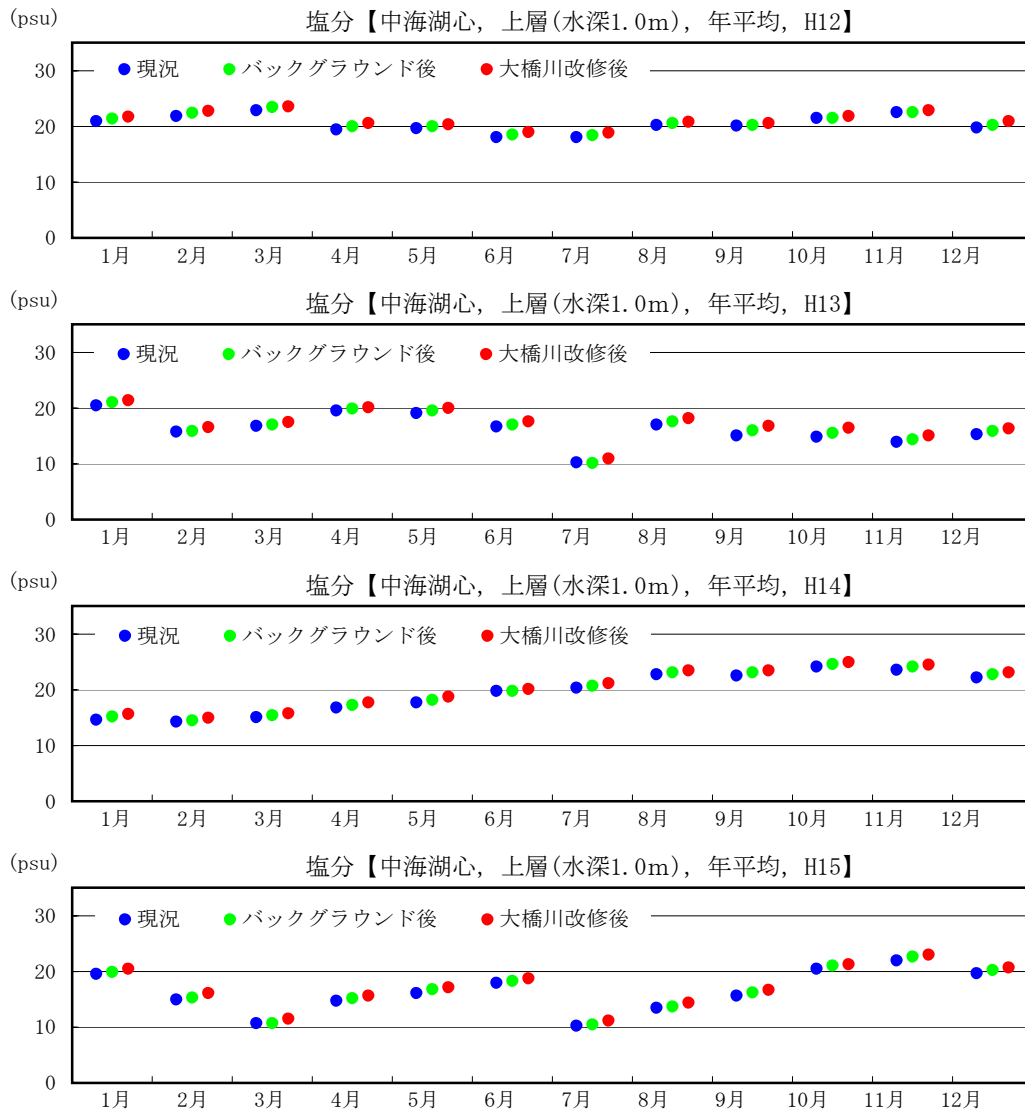 (psu) 塩分【中海湖心, 上層(水深1.0m), 年平均, H12】
30
現況 バックグラウンド後 大橋川改修後
20
10
0
1月 2月 3月 4月 5月 6月 7月 8月 9月 10月 11月 12月
(psu) 塩分【中海湖心, 上層(水深1.0m), 年平均, H13】
30
現況 バックグラウンド後 大橋川改修後
20
10
0
1月 2月 3月 4月 5月 6月 7月 8月 9月 10月 11月 12月
(psu) 塩分【中海湖心, 上層(水深1.0m), 年平均, H14】
30
現況 バックグラウンド後 大橋川改修後
20
10
0
1月 2月 3月 4月 5月 6月 7月 8月 9月 10月 11月 12月
(psu) 塩分【中海湖心, 上層(水深1.0m), 年平均, H15】
30
現況 バックグラウンド後 大橋川改修後
20
10
0
1月 2月 3月 4月 5月 6月 7月 8月 9月 10月 11月 12月